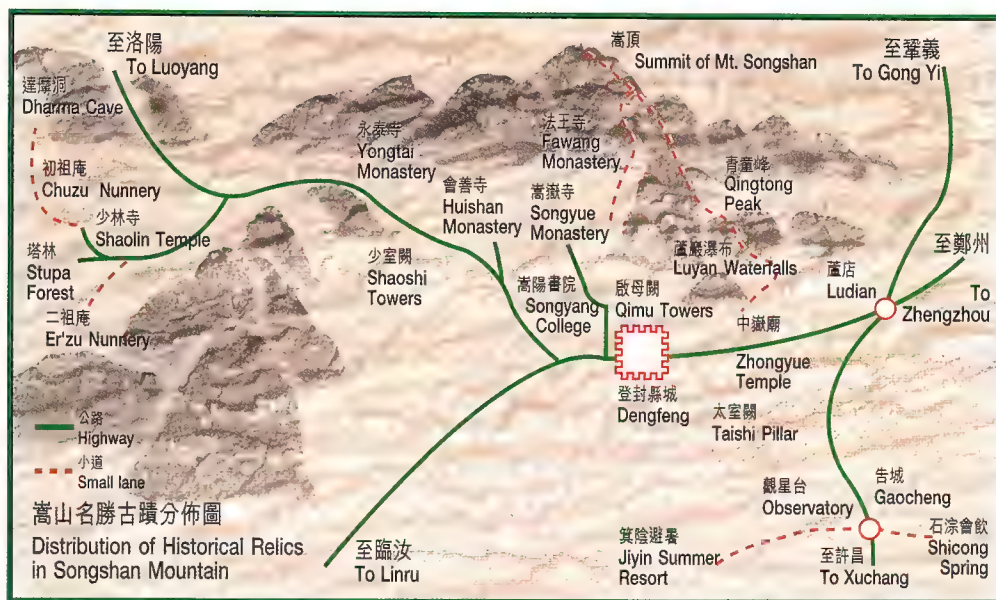 至洛陽
To Luoyang
達摩洞
Dharma Cave
初祖庵
Chuzu Nunnery
少林寺
Shaolin Temple
塔林
Stupa
Forest
二祖庵
Er'zu Nunnery
永泰寺
Yongtai
Monastery
少室闕
Shaoshi
Towers
會善寺
Huishan
Monastery
嵩嶽寺
Songyue
Monastery
嵩陽書院
Songyang
College
嵩頂
Summit of Mt. Songshan
法王寺
Fawang
Monastery
青童峰
Qingtong
Peak
蘆巖瀑布
Luyan Waterfalls
啟母闕
Qimu Towers
中嶽廟
Zhongyue
Temple
登封縣城
Dengfeng
太室闕
Taishi Pillar
至鞏義
To Gong Yi
至鄭州
To
Zhengzhou
蘆店
Ludian
觀星台
Observatory
告城
Gaocheng
石淙會飲
Shicong
Spring
箕陰避暑
Jiyin Summer
Resort
至許昌
To Xuchang
至臨汝
To Linru
公路
Highway
小道
Small lane
嵩山名勝古蹟分佈圖
Distribution of Historical Relics
in Songshan Mountain